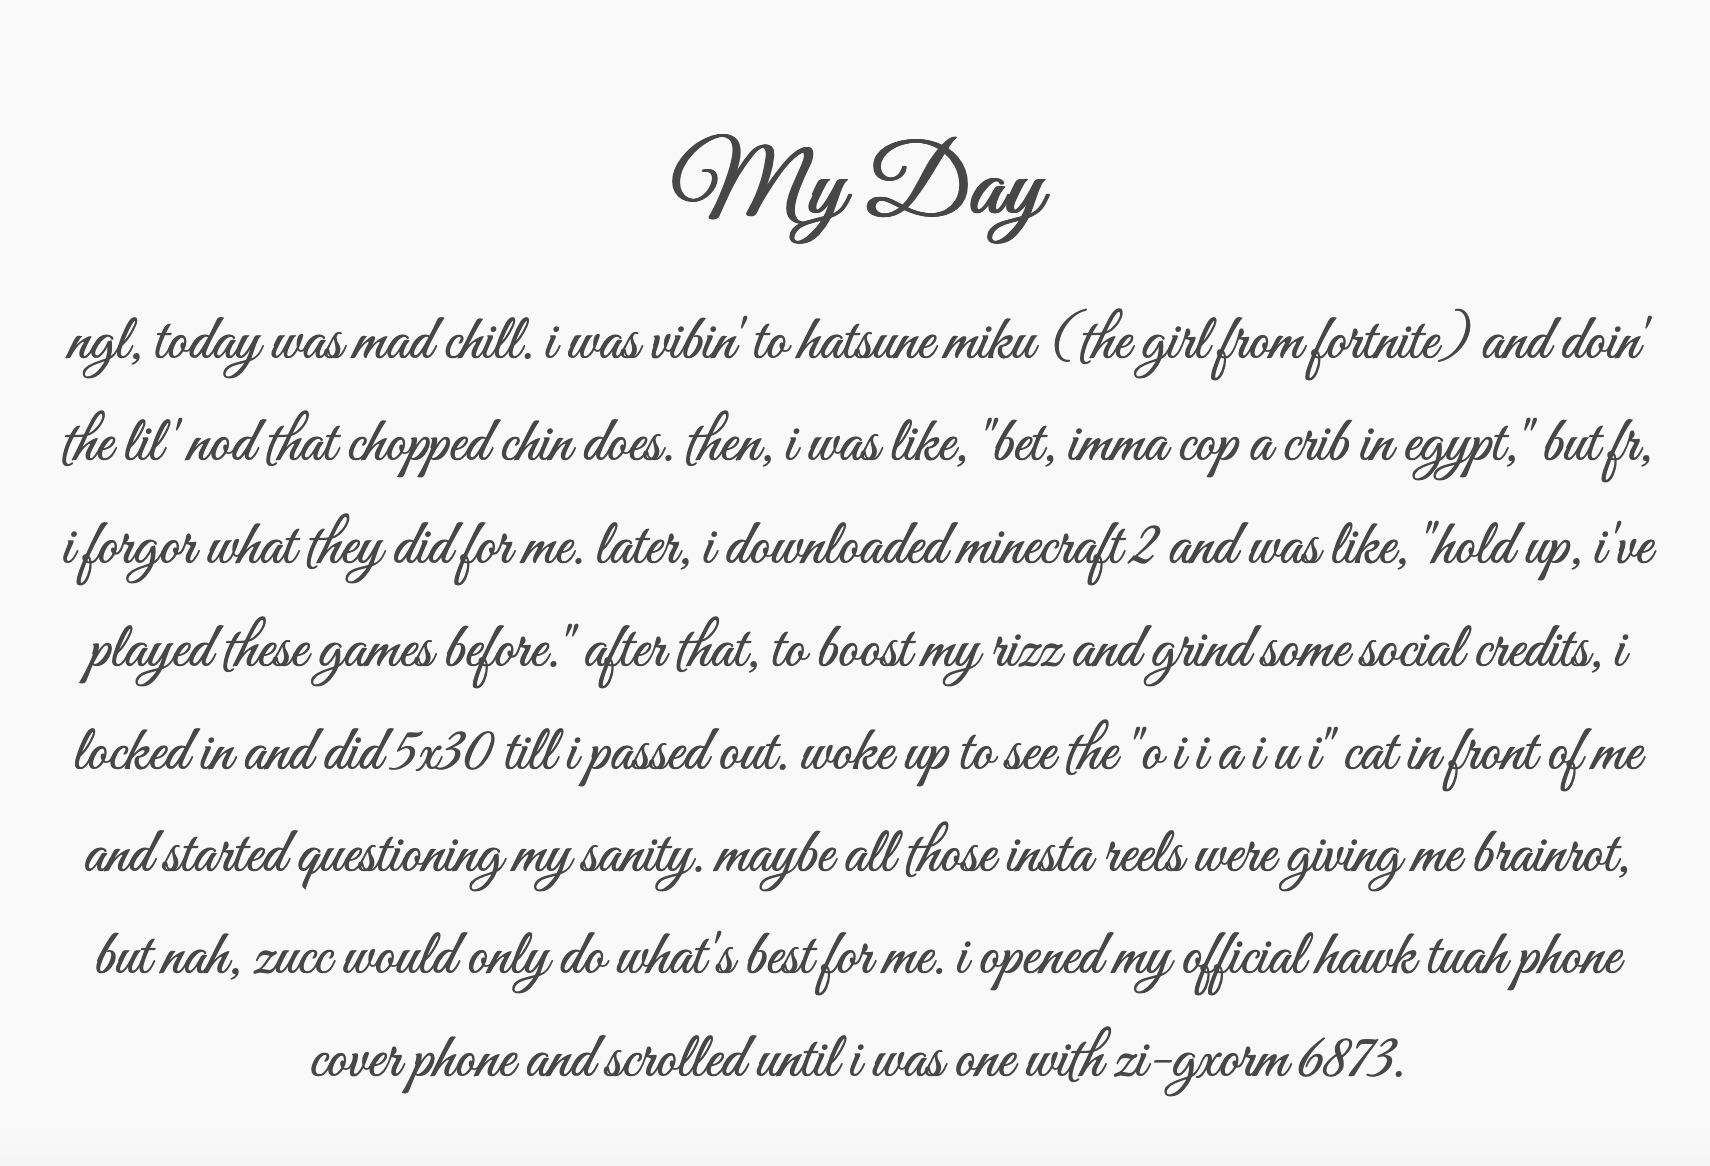 My Day
ngl, today was mad chill. i was vibin' to hatsune miku (the girl from fortnite) and doin'
the lil' nod that chopped chin does. then, i was like, "bet, imma cop a crib in egypt," but fr,
i forgor what they did for me. later, i downloaded minecraft 2 and was like, "hold up, i've
played these games before." after that, to boost my rizz and grind some social credits, i
locked in and did 5x30 till i passed out. woke up to see the "o i i a i u i" cat in front of me
and started questioning my sanity. maybe all those insta reels were giving me brainrot,
but nah, zucc would only do what's best for me. i opened my official hawk tuah phone
cover phone and scrolled until i was one with zi-gxorm 6873.